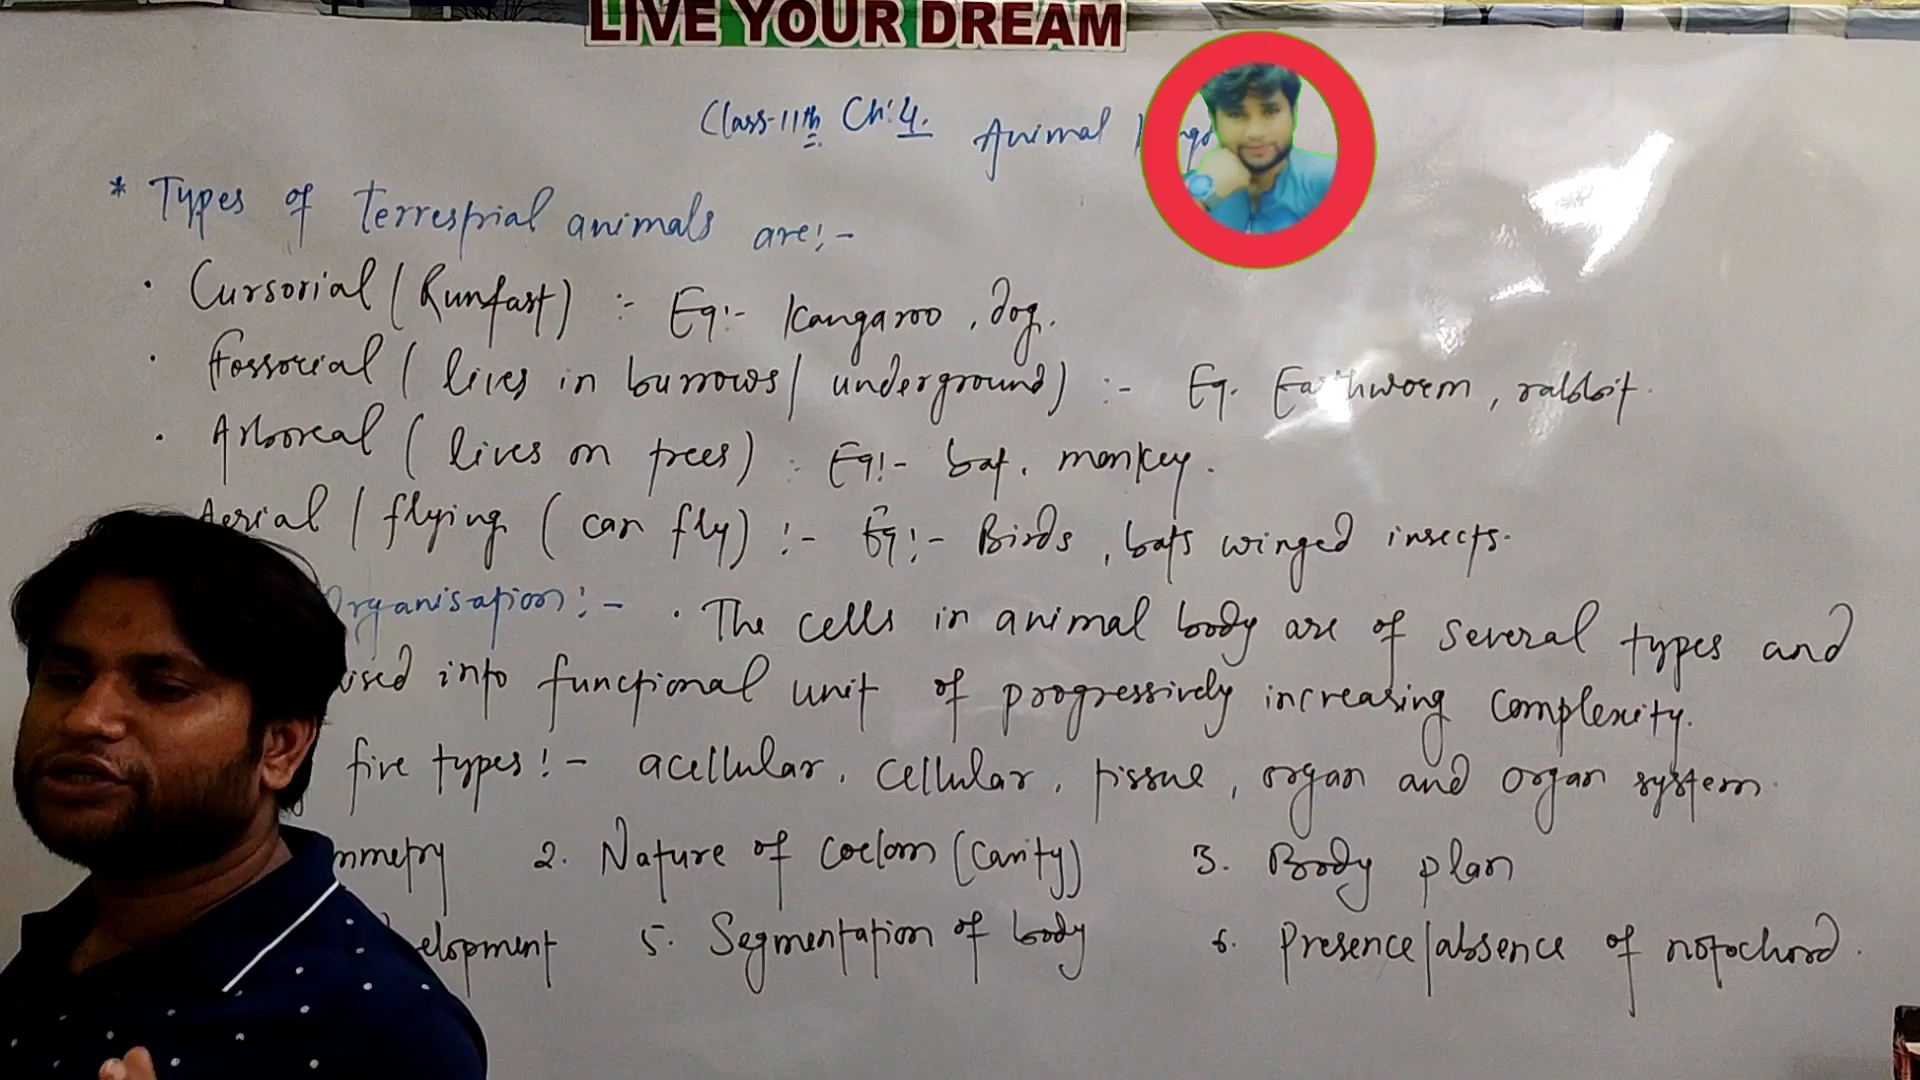 LIVE YOUR DREAM
Class-11th Ch:4. Animal
* Types of terrestrial animals are:-
· Cursorial (Runfast) :- Eg:- Kangaroo, dog.
· Fossorial (lives in burrows/underground) :- Eg. Earthworm, rabbit.
· Arboreal (lives on trees) : Eg:- bat, monkey.
Aerial / flying (can fly) :- Eg:- Birds, bats winged insects.
Organisation:- · The cells in animal body are of several types and
into functional unit of progressively increasing complexity.
five types:- acellular, cellular, tissue, organ and organ system.
mmetry 2. Nature of coelom (cavity) 3. Body plan
elopment 5. Segmentation of body 6. Presence/absence of notochord.